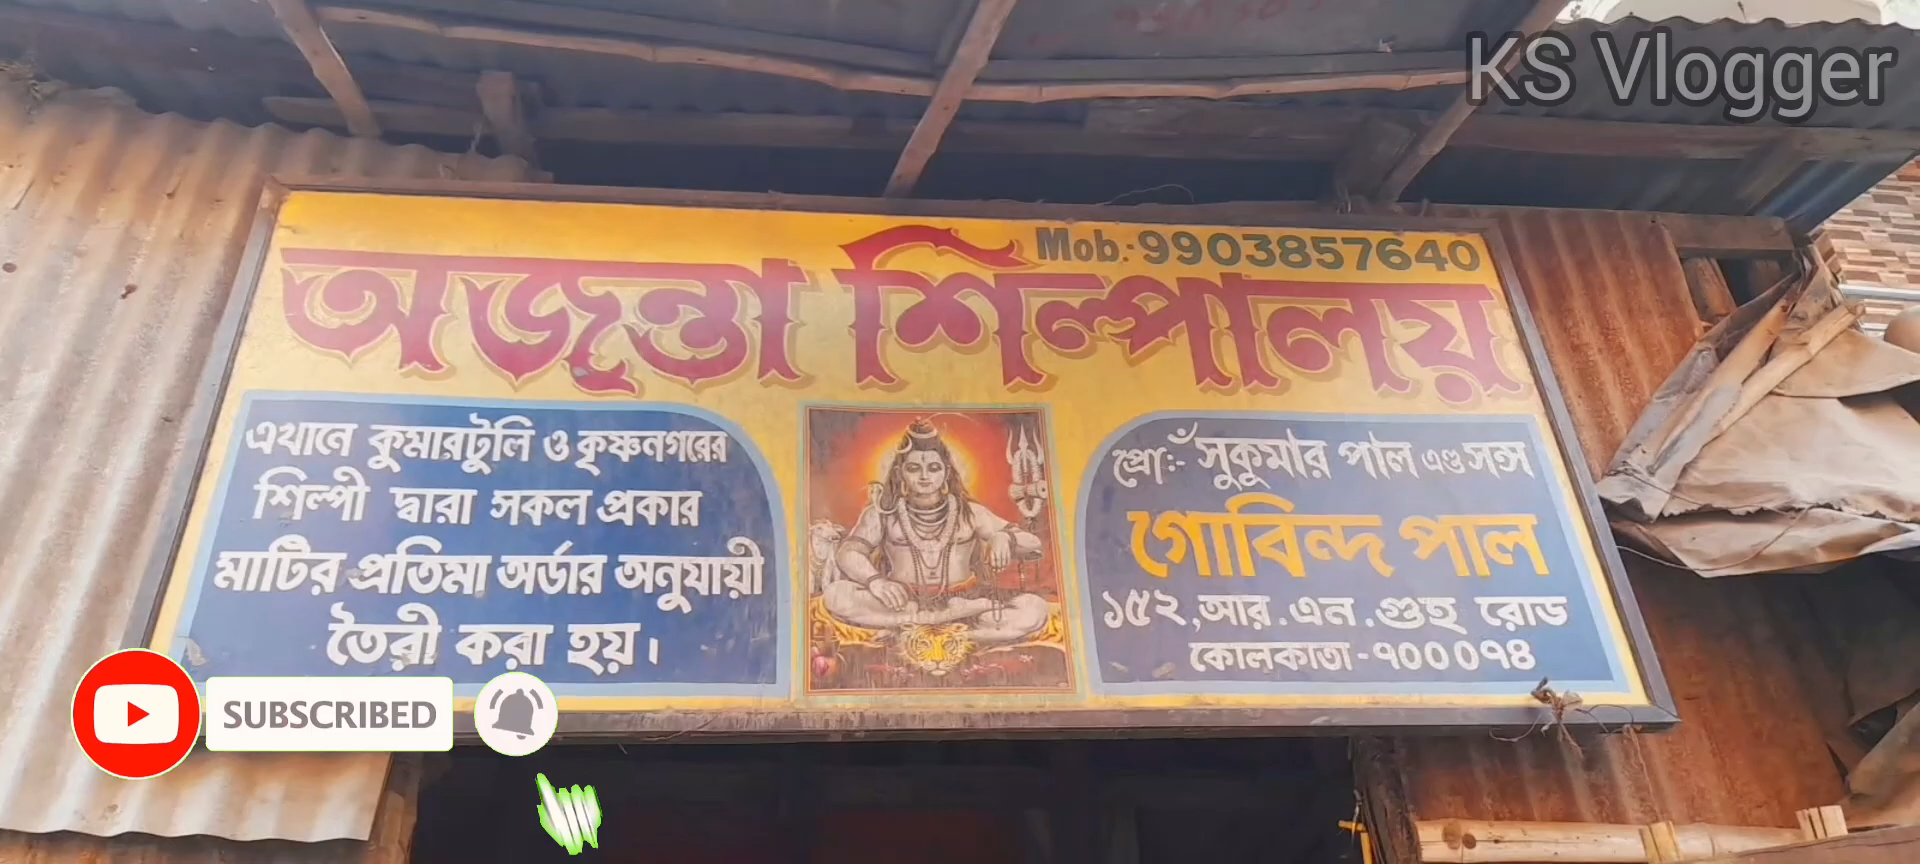 KS Vlogger
Mob.:9903857640
অজন্তা শিল্পালয়
এখানে কুমারটুলি ও কৃষ্ণনগরের
শিল্পী দ্বারা সকল প্রকার
মাটির প্রতিমা অর্ডার অনুযায়ী
তৈরী করা হয়।
প্রোঃ- ঁসুকুমার পাল এণ্ড সন্স
গোবিন্দ পাল
১৫২,আর.এন.গুহ রোড
কোলকাতা-৭০০০৭৪
SUBSCRIBED